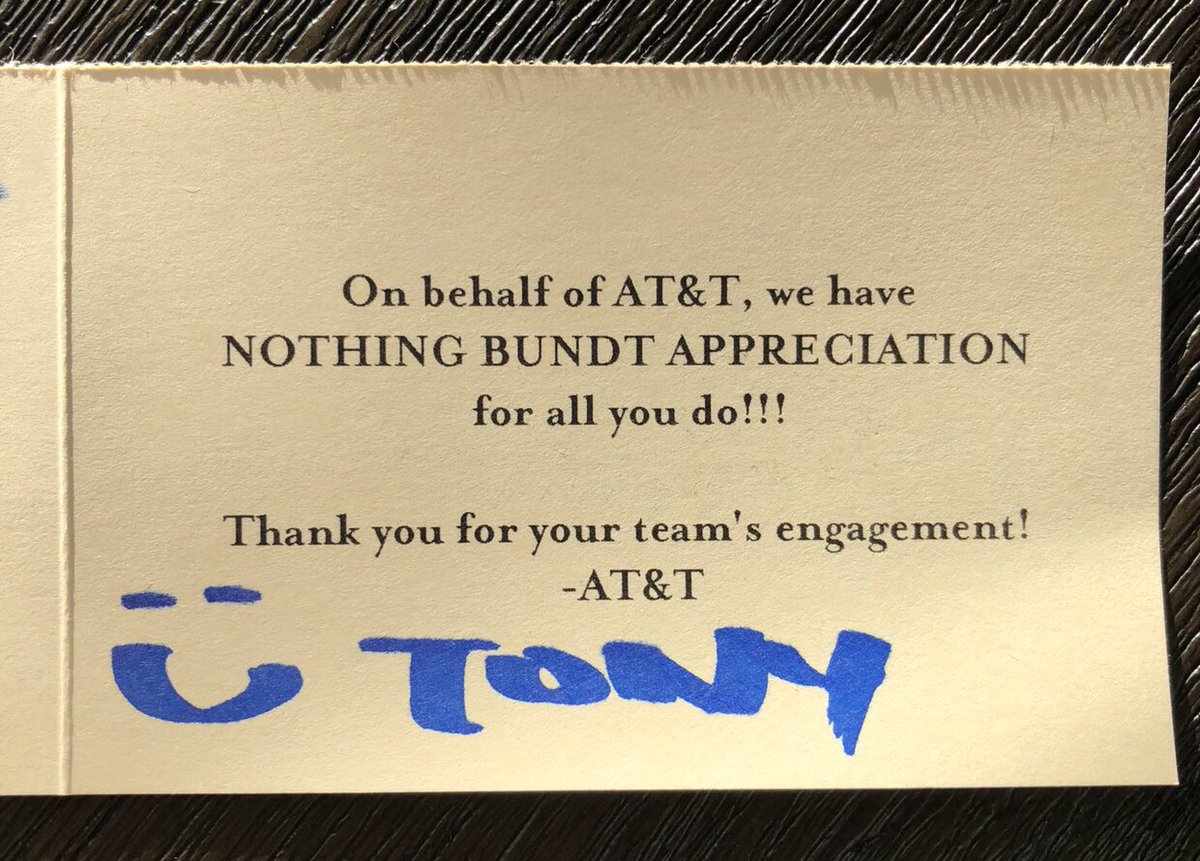 On behalf of AT&T, we have
NOTHING BUNDT APPRECIATION
for all you do!!!
Thank you for your team's engagement!
-AT&T
TONY